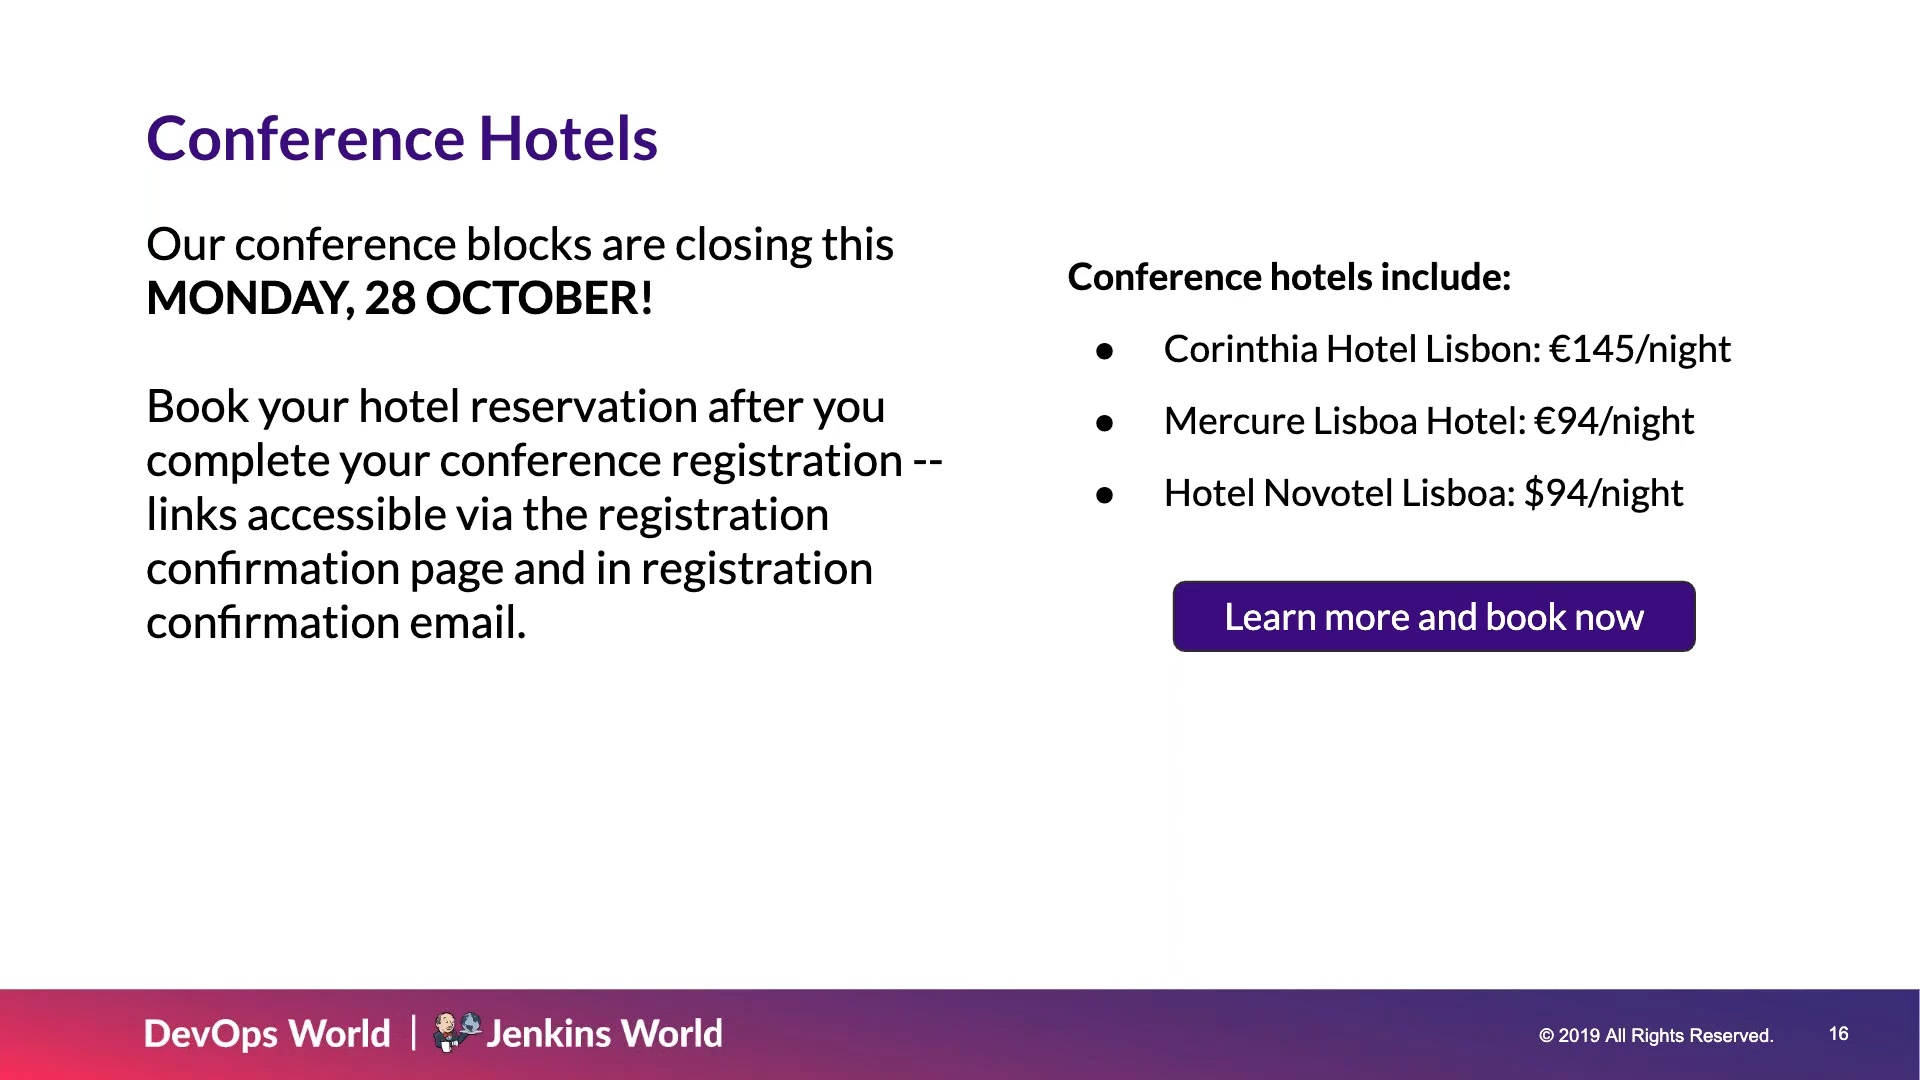 Conference Hotels
Our conference blocks are closing this
MONDAY, 28 OCTOBER!
Book your hotel reservation after you
complete your conference registration --
links accessible via the registration
confirmation page and in registration
confirmation email.
Conference hotels include:
● Corinthia Hotel Lisbon: €145/night
● Mercure Lisboa Hotel: €94/night
● Hotel Novotel Lisboa: $94/night
Learn more and book now
DevOps World | Jenkins World
© 2019 All Rights Reserved.
16